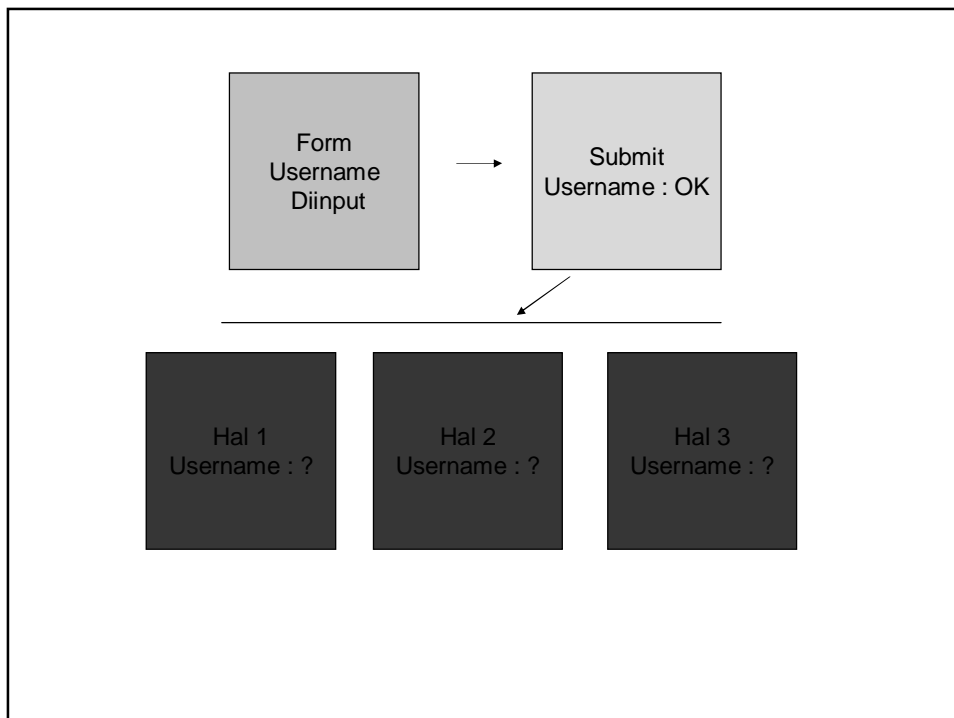 Form
Username
Diinput
Submit
Username : OK
Hal 1
Username : ?
Hal 2
Username : ?
Hal 3
Username : ?